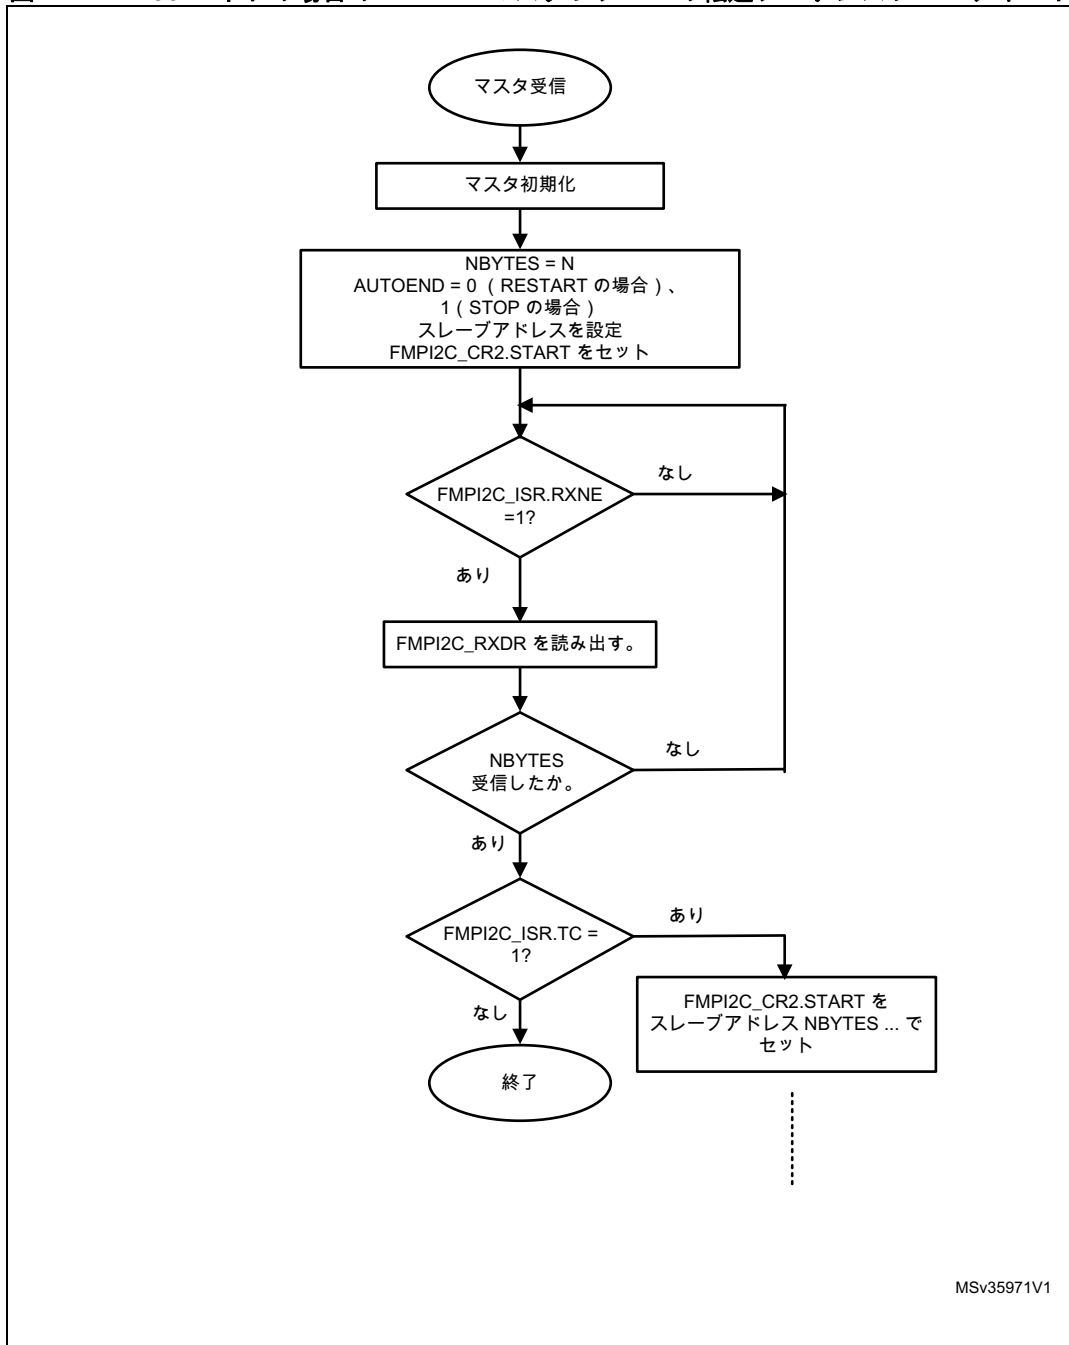 マスタ受信
マスタ初期化
NBYTES = N
AUTOEND = 0 ( RESTART の場合 ) 、
1 ( STOP の場合 )
スレーブアドレスを設定
FMPI2C_CR2.START をセット
なし
FMPI2C_ISR.RXNE
=1?
あり
FMPI2C_RXDR を読み出す。
なし
NBYTES
受信したか。
あり
あり
FMPI2C_ISR.TC =
1?
なし
FMPI2C_CR2.START を
スレーブアドレス NBYTES ... で
セット
終了
MSv35971V1